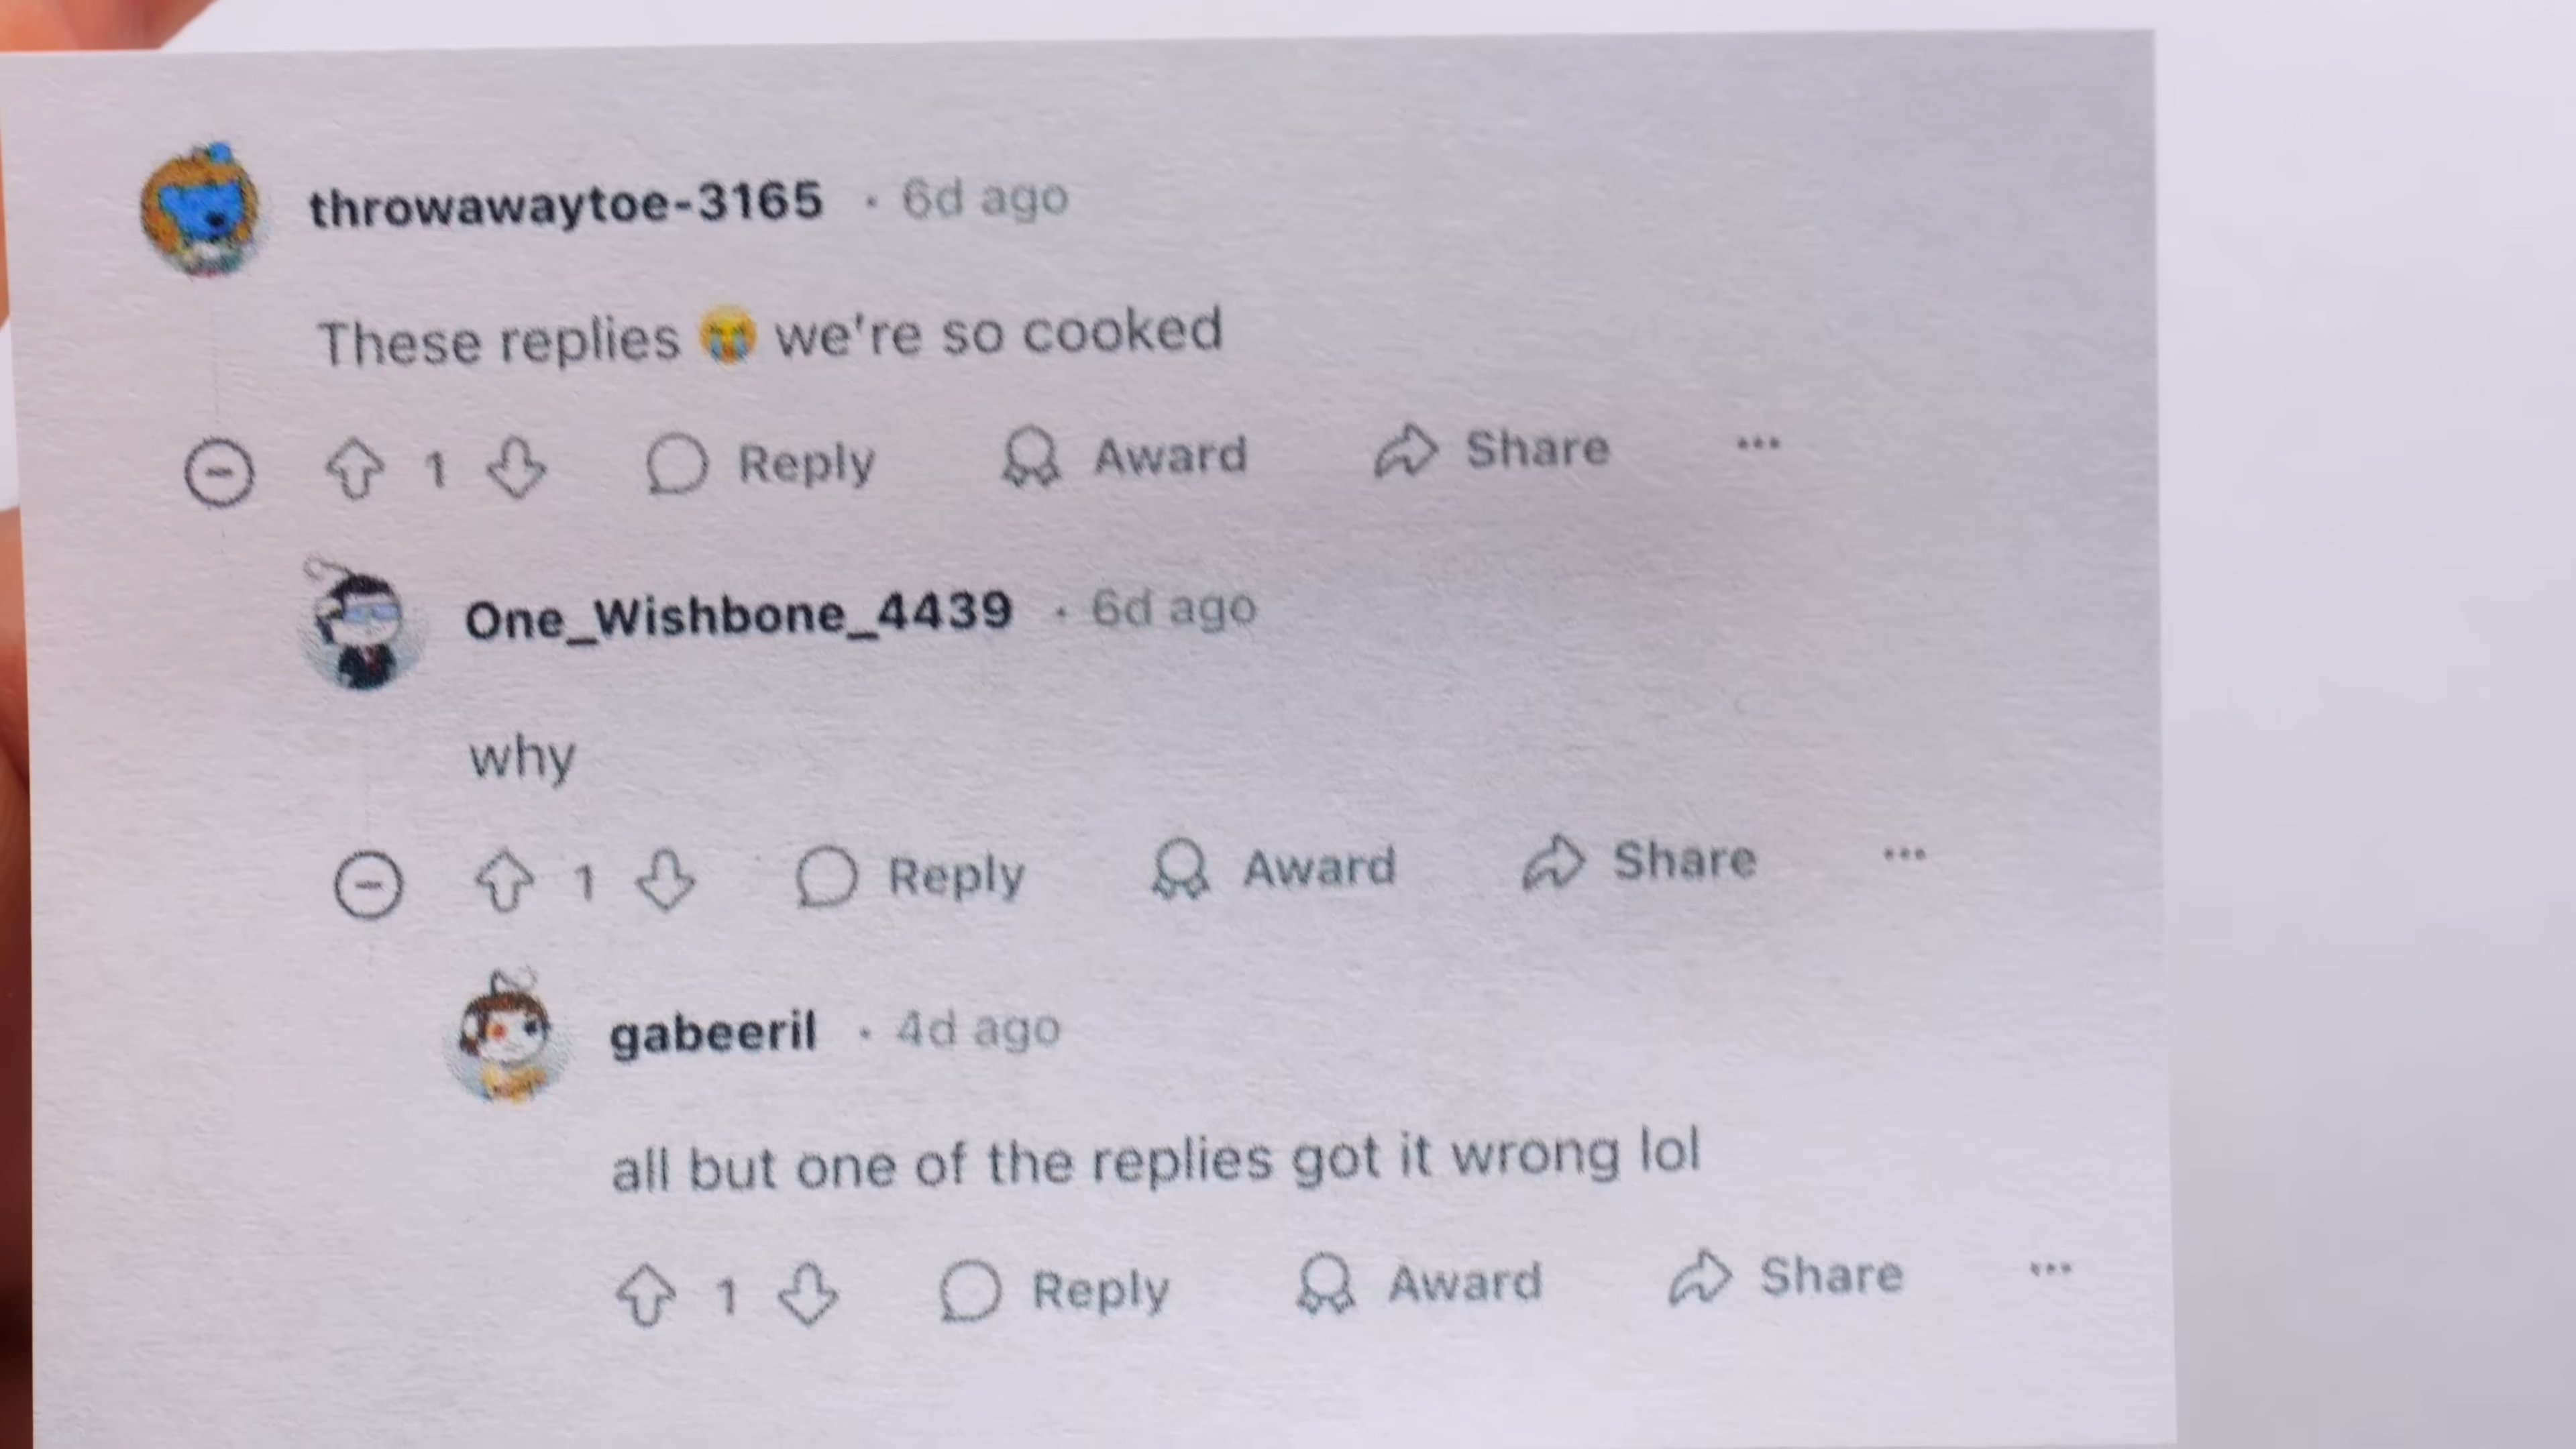 throwawaytoe-3165 · 6d ago
These replies 😭 we're so cooked
1 Reply Award Share ...
One_Wishbone_4439 · 6d ago
why
1 Reply Award Share ...
gabeeril · 4d ago
all but one of the replies got it wrong lol
1 Reply Award Share ...